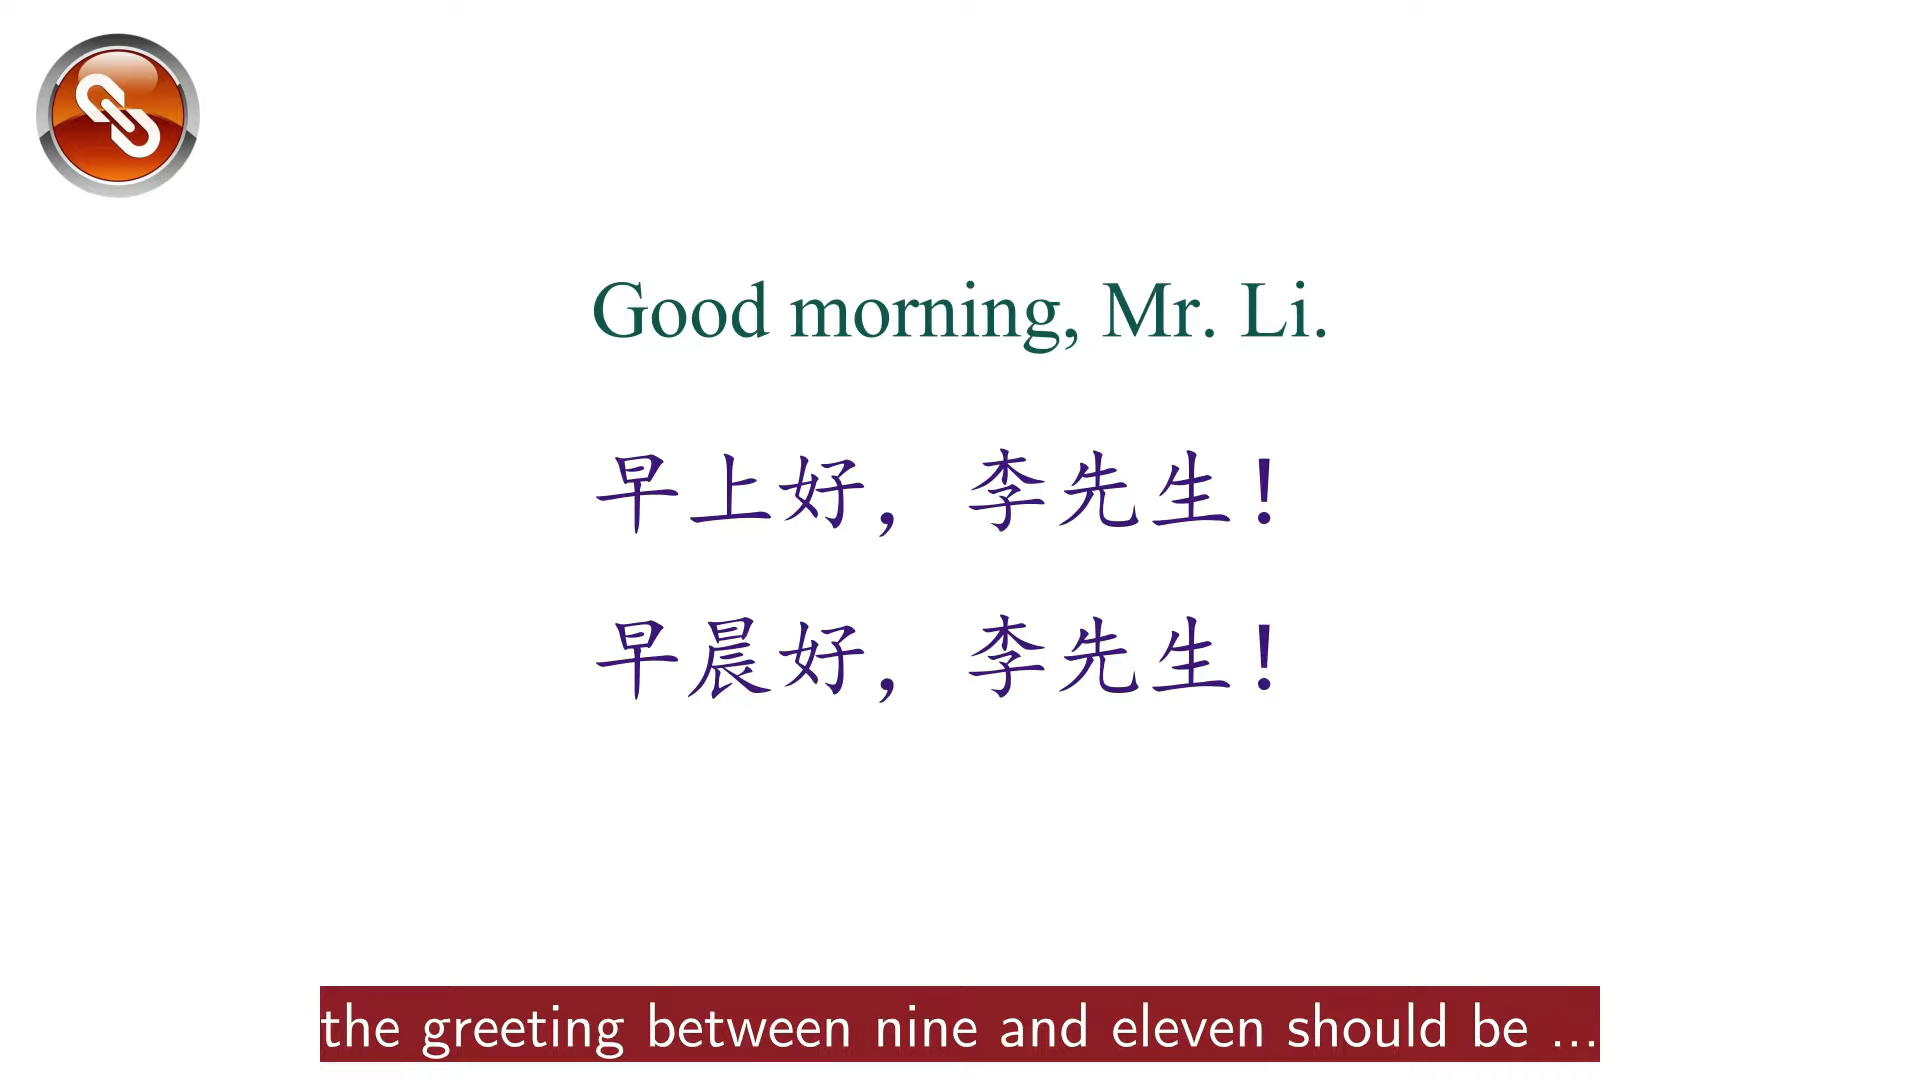 Good morning, Mr. Li.
早上好，李先生！
早晨好，李先生！
the greeting between nine and eleven should be ...